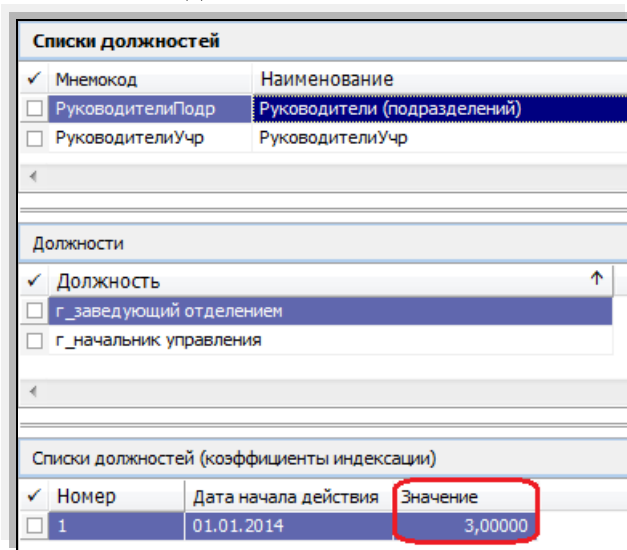 Списки должностей
Мнемокод Наименование
РуководителиПодр Руководители (подразделений)
РуководителиУчр РуководителиУчр
Должности
Должность
г_заведующий отделением
г_начальник управления
Списки должностей (коэффициенты индексации)
Номер Дата начала действия Значение
1 01.01.2014 3,00000